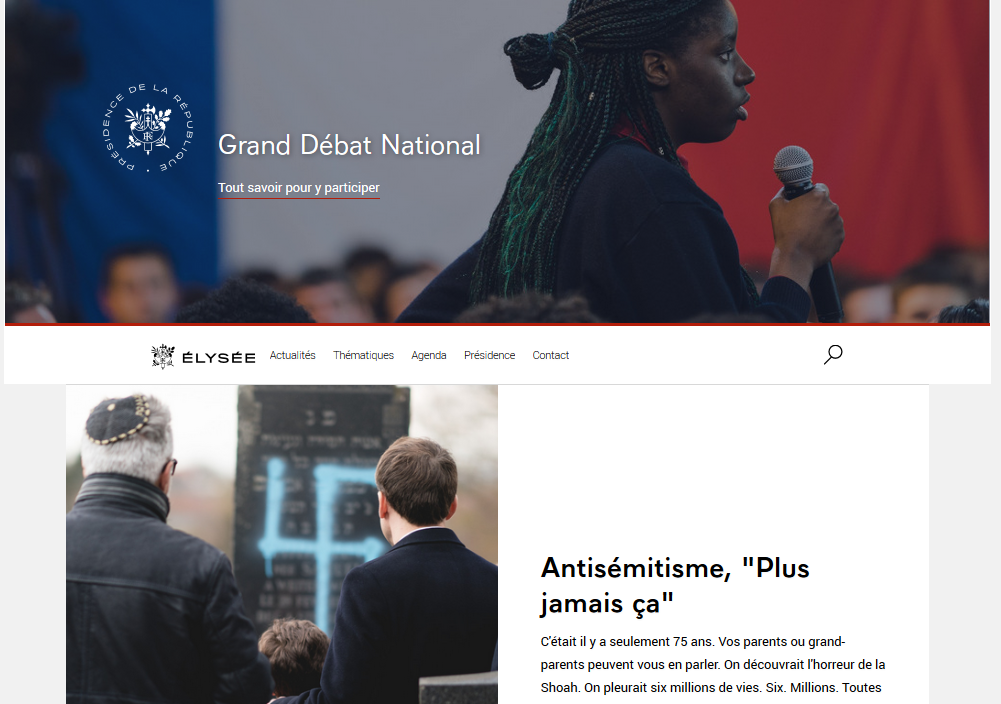 PRÉSIDENCE DE LA RÉPUBLIQUE
Grand Débat National
Tout savoir pour y participer
ÉLYSÉE
Actualités Thématiques Agenda Présidence Contact
Antisémitisme, "Plus
jamais ça"
C'était il y a seulement 75 ans. Vos parents ou grand-
parents peuvent vous en parler. On découvrait l'horreur de la
Shoah. On pleurait six millions de vies. Six. Millions. Toutes